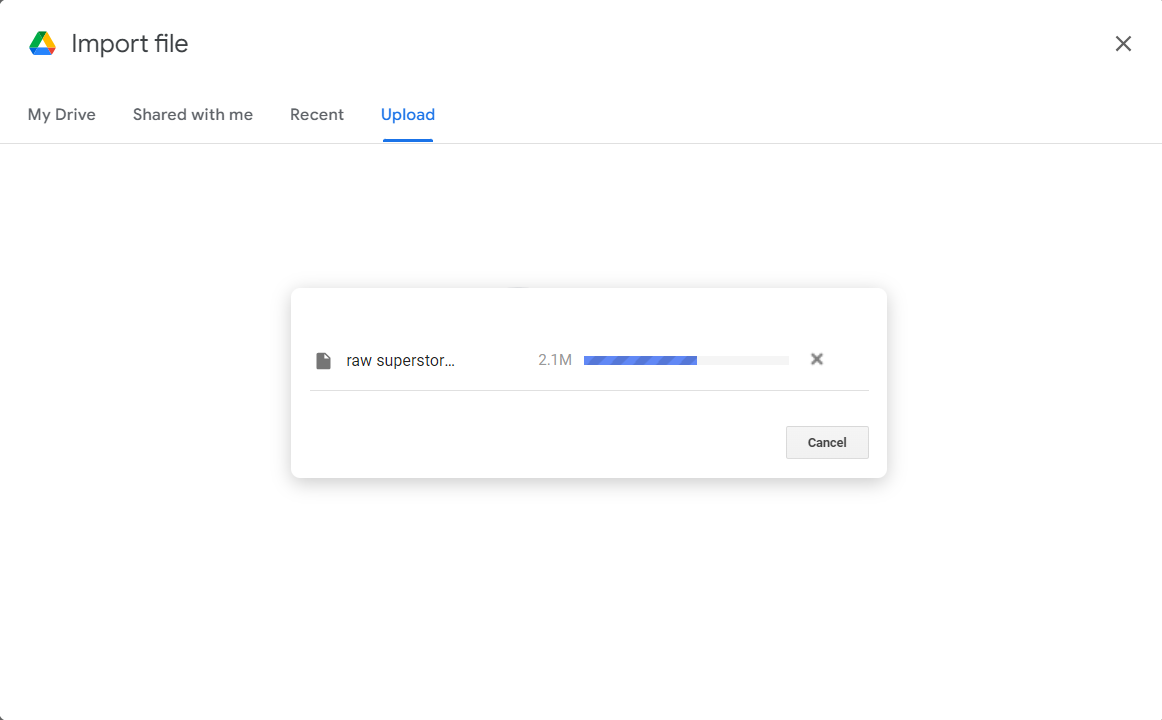 Import file
My Drive Shared with me Recent Upload
raw superstor... 2.1M
Cancel